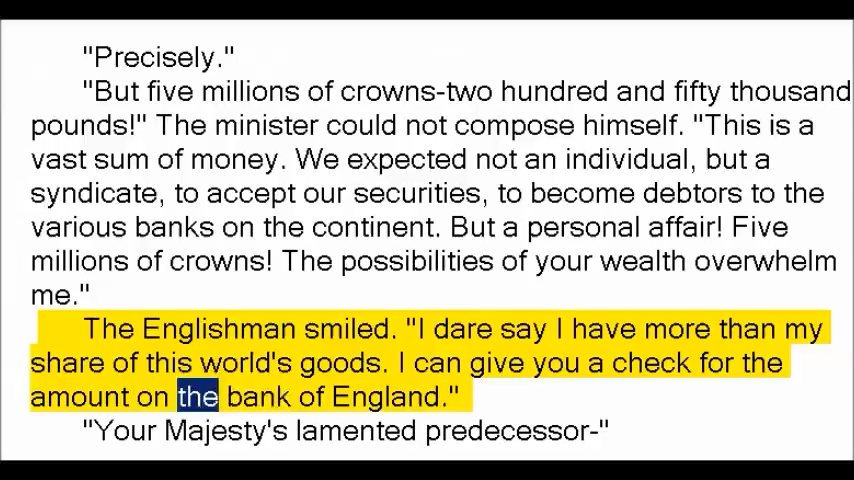 "Precisely."
"But five millions of crowns-two hundred and fifty thousand
pounds!" The minister could not compose himself. "This is a
vast sum of money. We expected not an individual, but a
syndicate, to accept our securities, to become debtors to the
various banks on the continent. But a personal affair! Five
millions of crowns! The possibilities of your wealth overwhelm
me."
The Englishman smiled. "I dare say I have more than my
share of this world's goods. I can give you a check for the
amount on the bank of England."
"Your Majesty's lamented predecessor-"